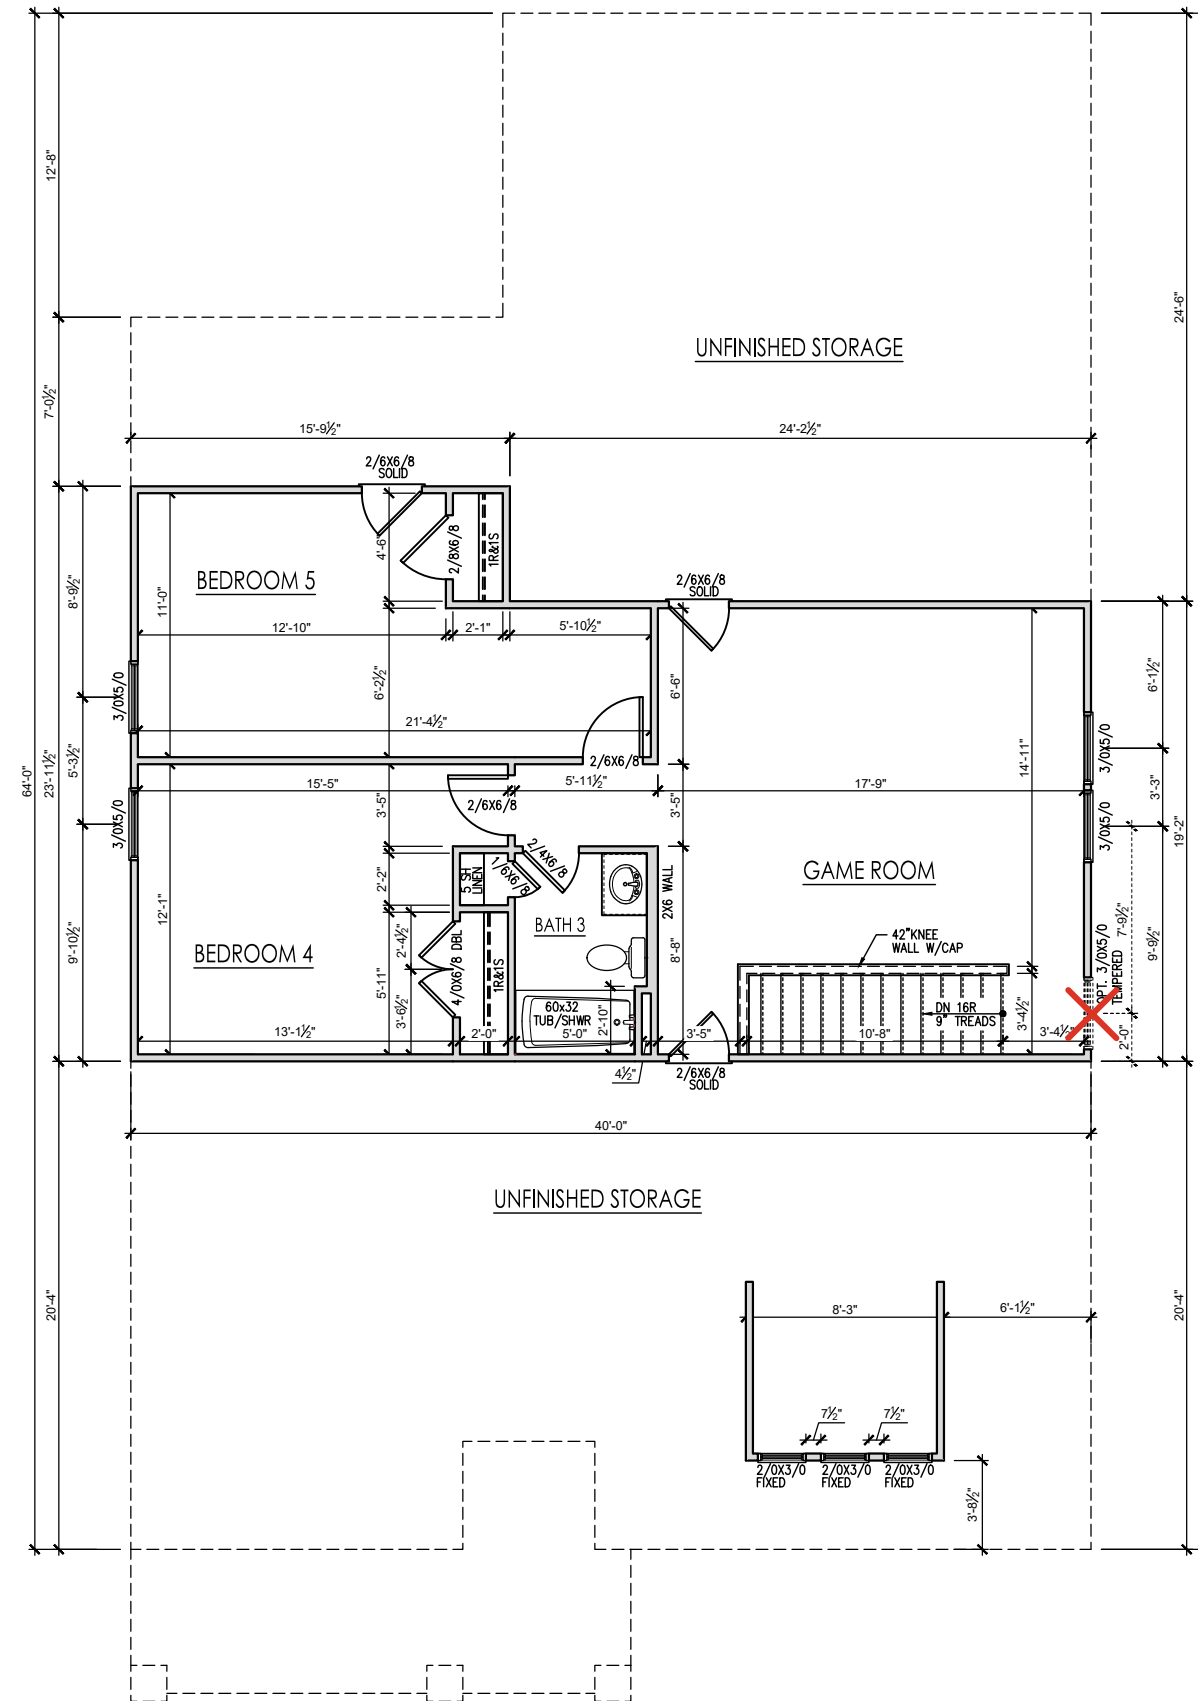 12'-8"
24'-6"
UNFINISHED STORAGE
7'-0½"
15'-9½"
24'-2½"
2/6X6/8
SOLID
4'-6"
2/8X6/8
1R&1S
BEDROOM 5
8'-9½"
11'-0"
2/6X6/8
SOLID
12'-10"
2'-1"
5'-10½"
6'-1½"
6'-2½"
6'-6"
3/0X5/0
21'-4½"
14'-11"
3/0X5/0
2/6X6/8
64'-0"
23'-11½"
5'-3½"
15'-5"
2/6X6/8
5'-11½"
17'-9"
3'-3"
19'-2"
3/0X5/0
3'-5"
3'-5"
3/0X5/0
2/4X6/8
5 SH
LINEN
1/6X6/8
2'-2"
2X6 WALL
GAME ROOM
12'-1"
BATH 3
7'-9½"
9'-9½"
9'-10½"
BEDROOM 4
2'-4½"
4/0X6/8 DBL
1R&1S
8'-8"
42"KNEE
WALL W/CAP
OPT. 3/0X5/0
TEMPERED
5'-11"
3'-6½"
60x32
TUB/SHWR
2'-10"
DN 16R
9" TREADS
3'-4½"
2'-0"
13'-1½"
2'-0"
5'-0"
3'-5"
10'-8"
3'-4½"
4½"
2/6X6/8
SOLID
40'-0"
UNFINISHED STORAGE
20'-4"
20'-4"
8'-3"
6'-1½"
7½"
7½"
2/0X3/0
FIXED
2/0X3/0
FIXED
2/0X3/0
FIXED
3'-8½"